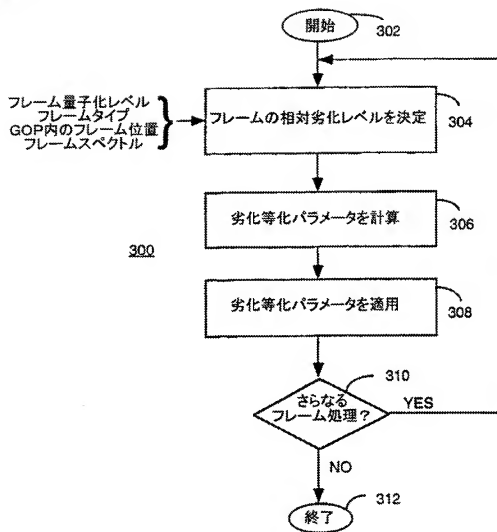 開始
302
フレーム量子化レベル
フレームタイプ
GOP内のフレーム位置
フレームスペクトル
フレームの相対劣化レベルを決定
304
劣化等化パラメータを計算
306
300
劣化等化パラメータを適用
308
310
さらなる
フレーム処理?
YES
NO
312
終了